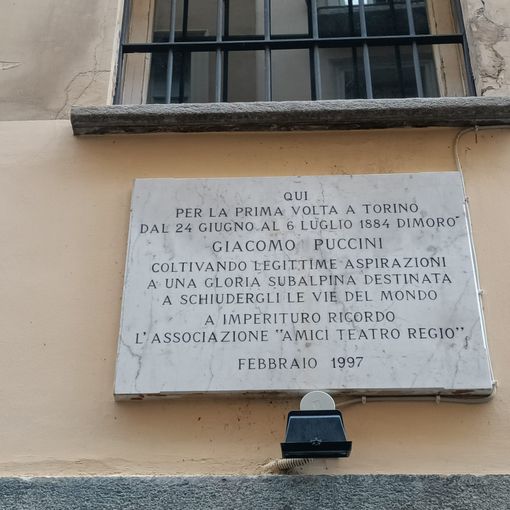 QUI
PER LA PRIMA VOLTA A TORINO
DAL 24 GIUGNO AL 6 LUGLIO 1884 DIMORO'
GIACOMO PUCCINI
COLTIVANDO LEGITTIME ASPIRAZIONI
A UNA GLORIA SUBALPINA DESTINATA
A SCHIUDERGLI LE VIE DEL MONDO
A IMPERITURO RICORDO
L'ASSOCIAZIONE "AMICI TEATRO REGIO"
FEBBRAIO 1997